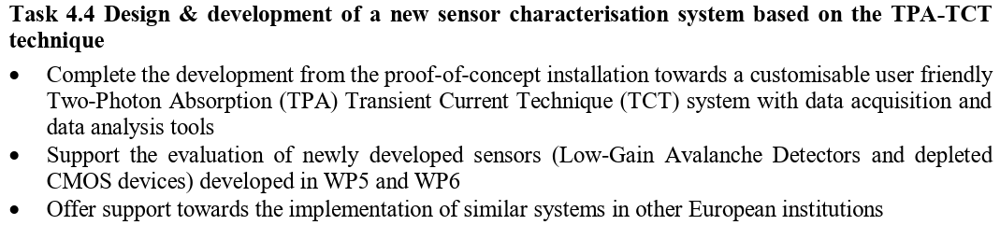 Task 4.4 Design & development of a new sensor characterisation system based on the TPA-TCT
technique
• Complete the development from the proof-of-concept installation towards a customisable user friendly
Two-Photon Absorption (TPA) Transient Current Technique (TCT) system with data acquisition and
data analysis tools
• Support the evaluation of newly developed sensors (Low-Gain Avalanche Detectors and depleted
CMOS devices) developed in WP5 and WP6
• Offer support towards the implementation of similar systems in other European institutions